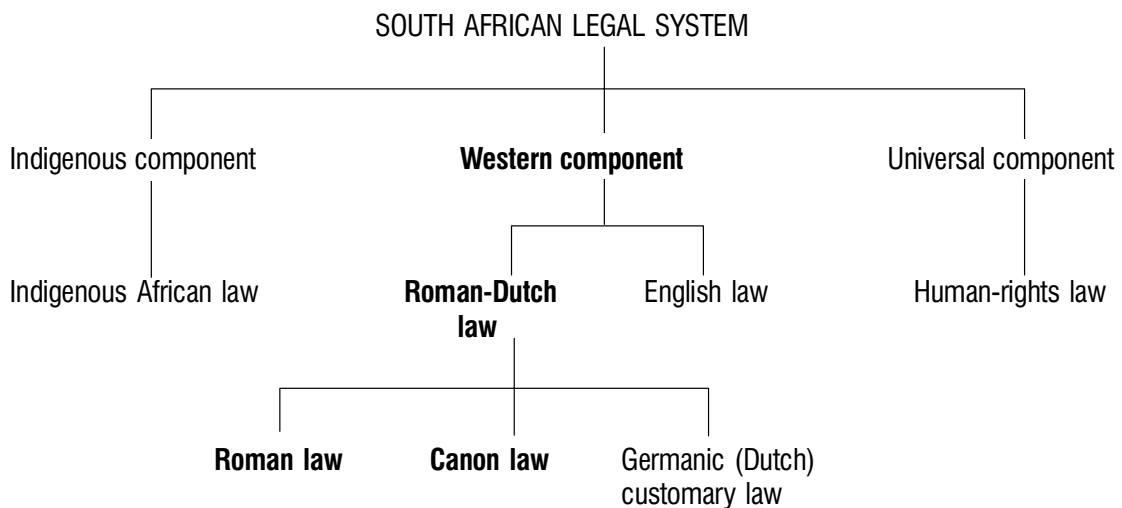 SOUTH AFRICAN LEGAL SYSTEM
Indigenous component
Western component
Universal component
Indigenous African law
Roman-Dutch
law
English law
Human-rights law
Roman law
Canon law
Germanic (Dutch)
customary law